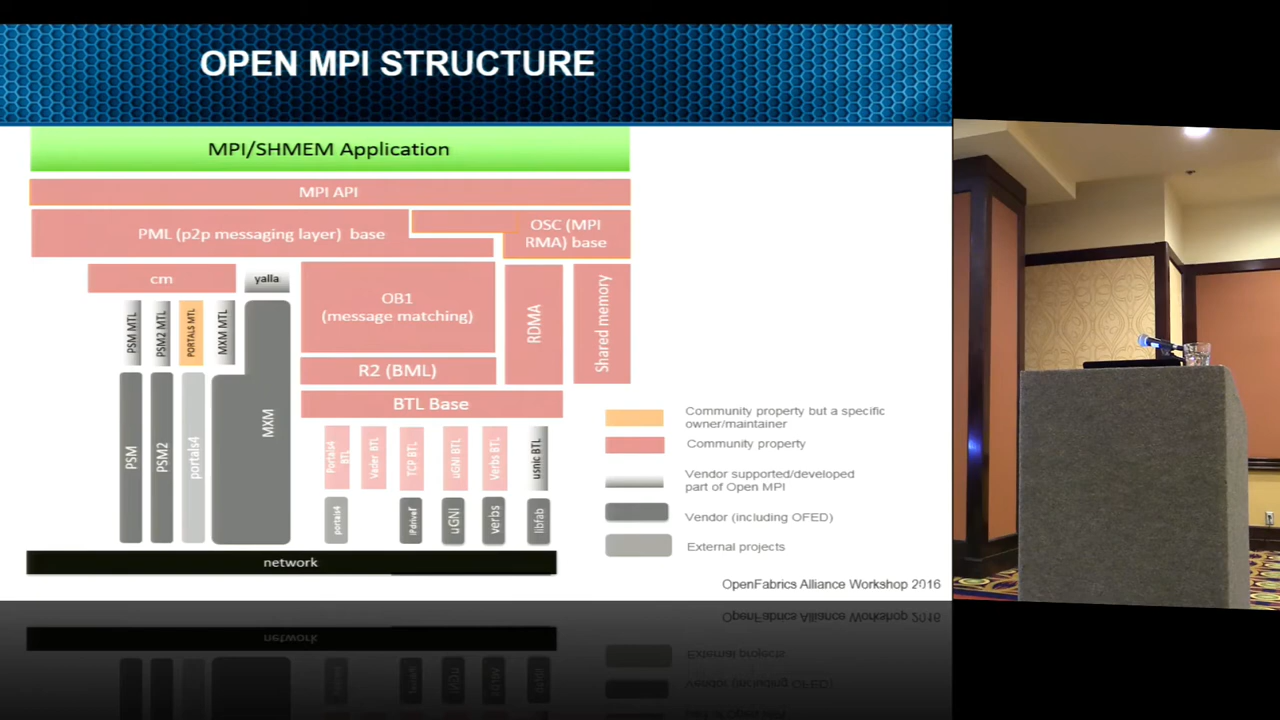 OPEN MPI STRUCTURE
MPI/SHMEM Application
MPI API
PML (p2p messaging layer) base
OSC (MPI
RMA) base
cm
yalla
OB1
(message matching)
RDMA
Shared memory
PSM MTL
PSM2 MTL
PORTALS MTL
MXM MTL
R2 (BML)
BTL Base
PSM
PSM2
portals4
MXM
Portals4
BTL
Vader BTL
TCP BTL
uGNI BTL
Verbs BTL
usnic BTL
portals4
uGNI
verbs
libfab
network
Community property but a specific
owner/maintainer
Community property
Vendor supported/developed
part of Open MPI
Vendor (including OFED)
External projects
OpenFabrics Alliance Workshop 2016